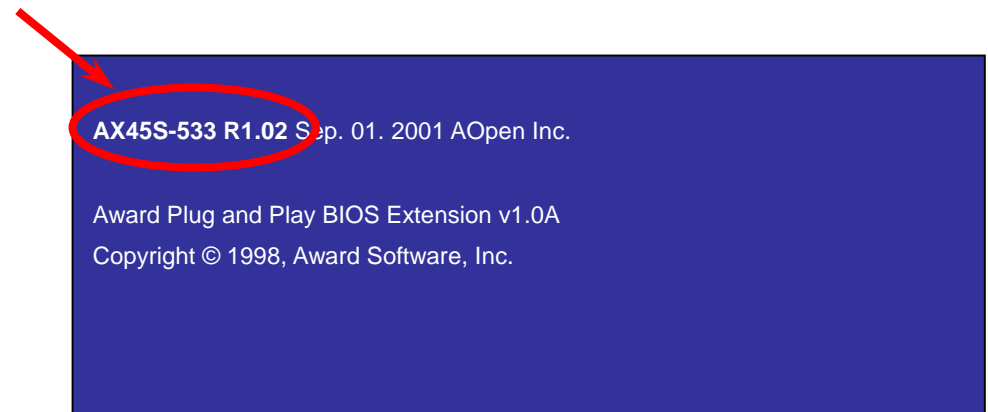 AX45S-533 R1.02 Sep. 01. 2001 AOpen Inc.
Award Plug and Play BIOS Extension v1.0A
Copyright © 1998, Award Software, Inc.